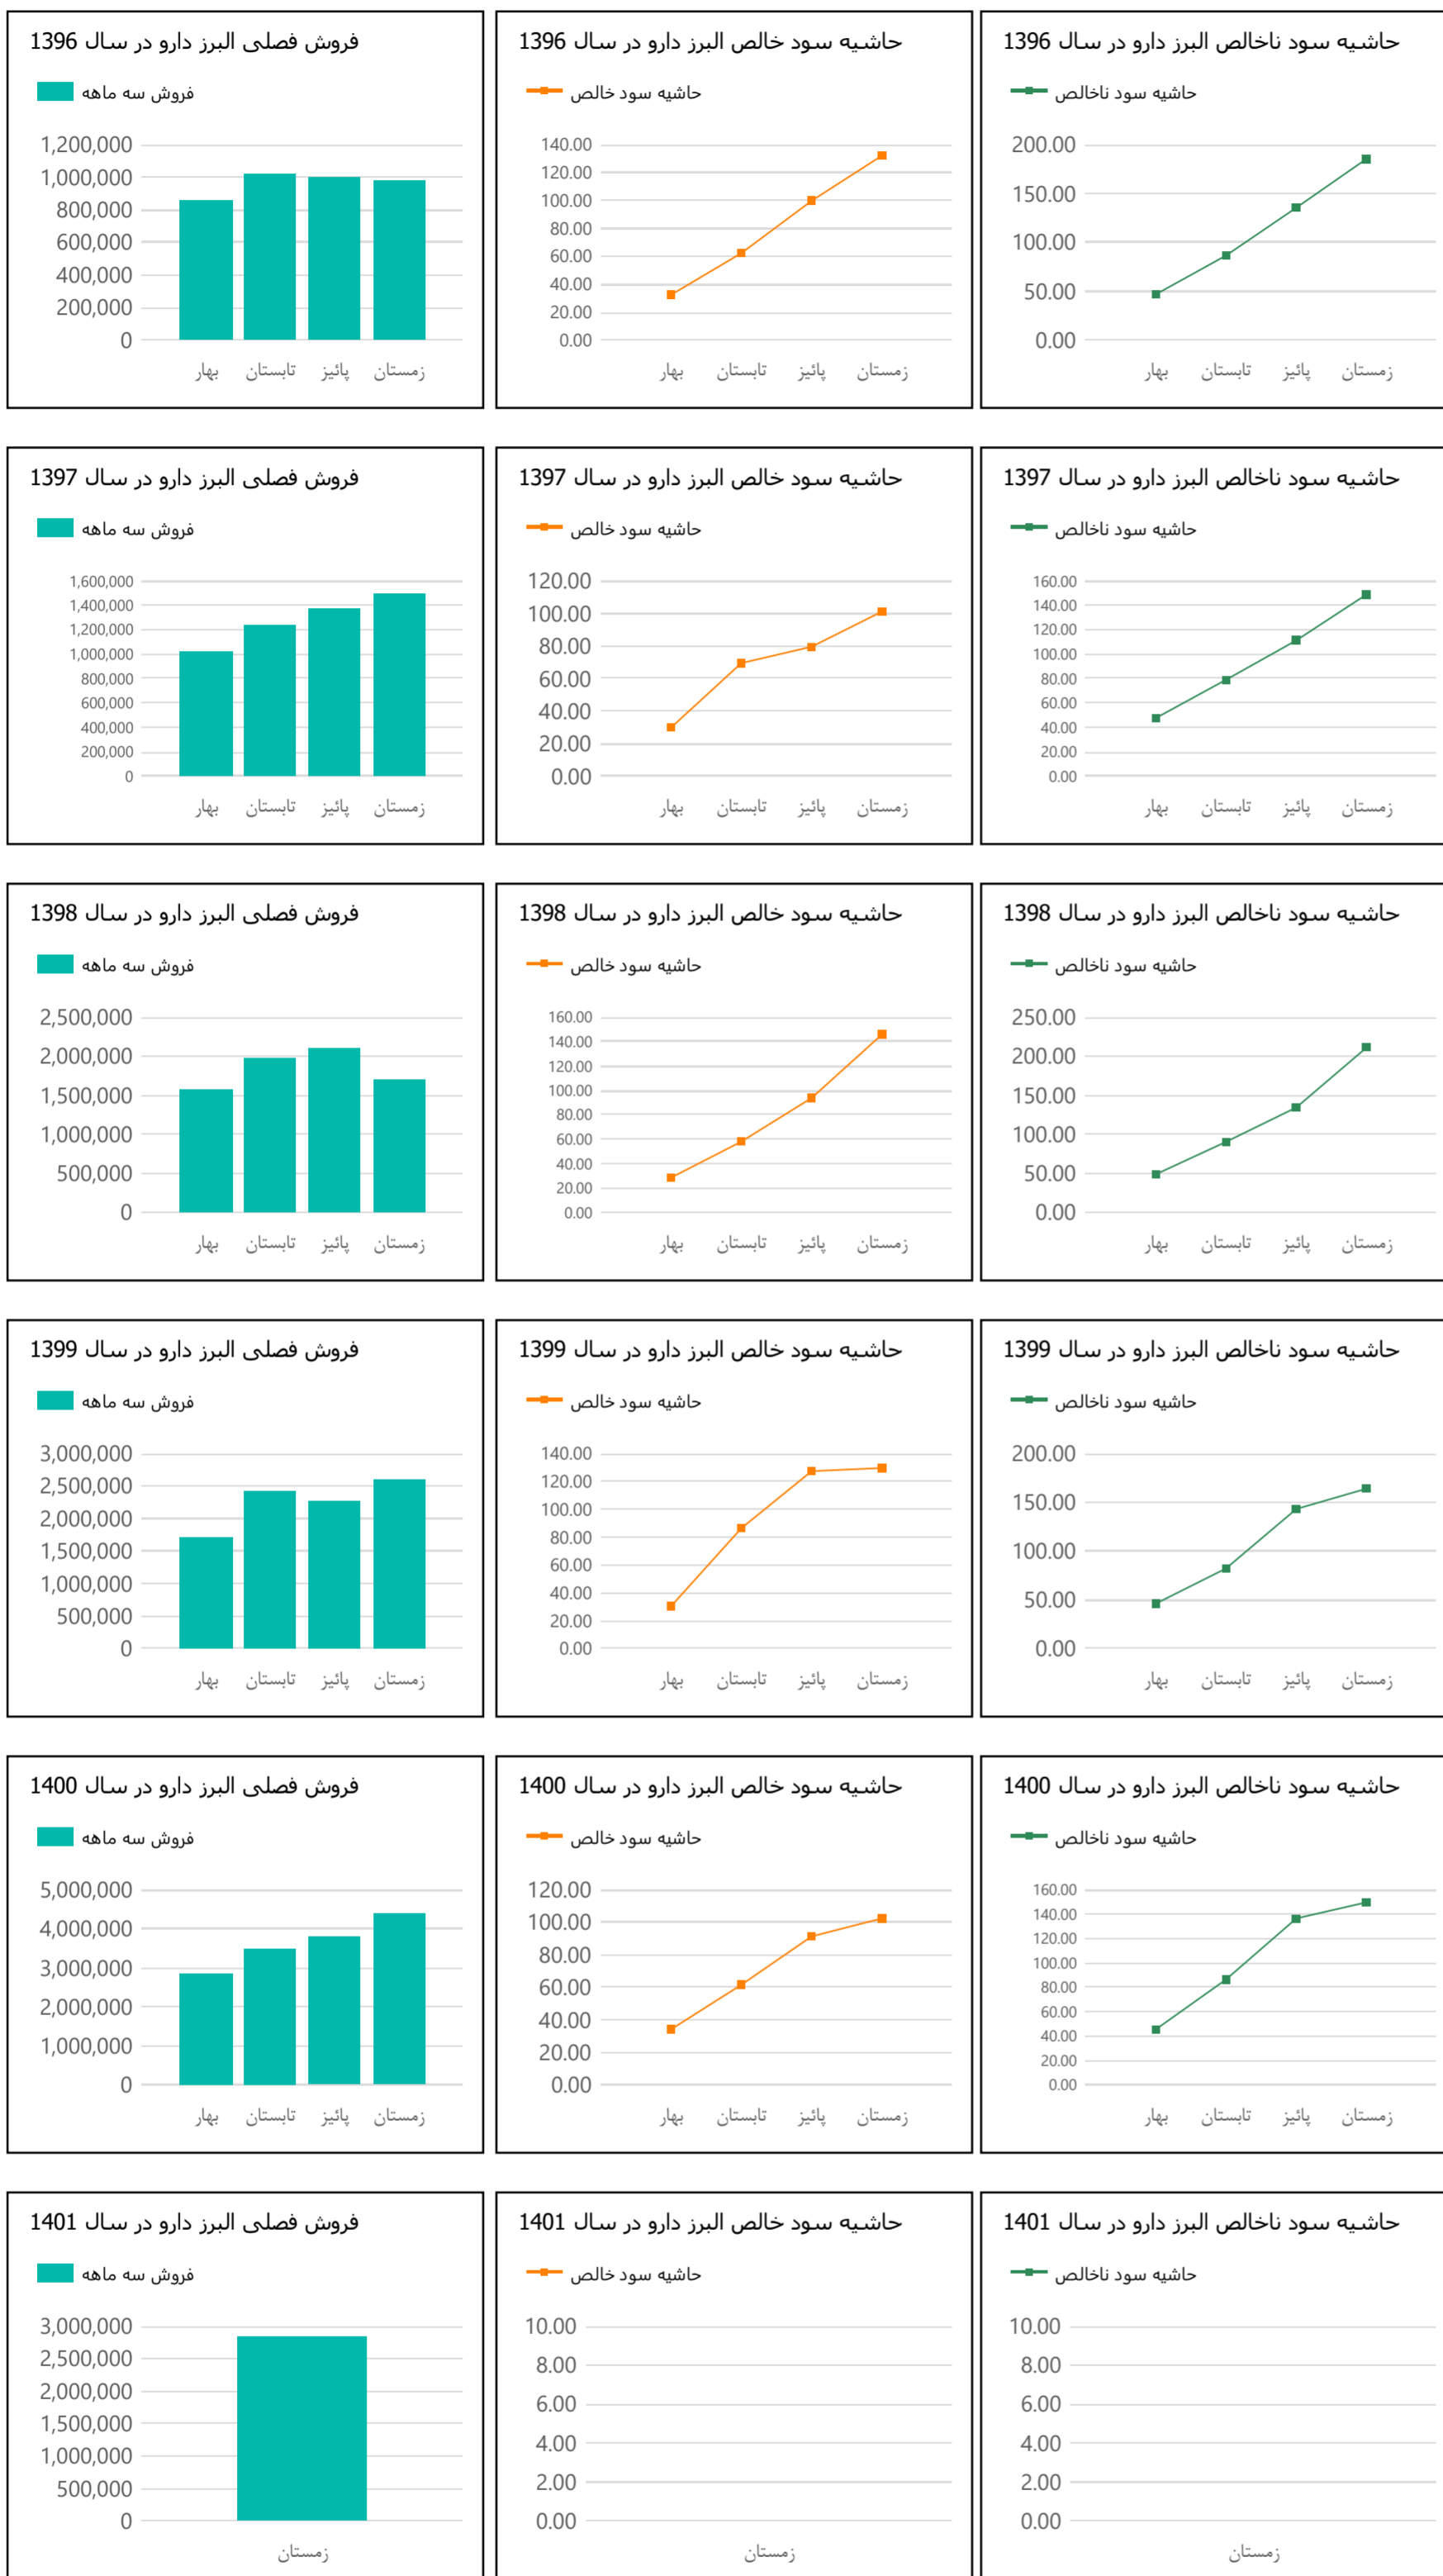 فروش فصلی البرز دارو در سال 1396
فروش سه ماهه
1,200,000
1,000,000
800,000
600,000
400,000
200,000
0
بهار تابستان پائیز زمستان
حاشیه سود خالص البرز دارو در سال 1396
حاشیه سود خالص
140.00
120.00
100.00
80.00
60.00
40.00
20.00
0.00
بهار تابستان پائیز زمستان
حاشیه سود ناخالص البرز دارو در سال 1396
حاشیه سود ناخالص
200.00
150.00
100.00
50.00
0.00
بهار تابستان پائیز زمستان
فروش فصلی البرز دارو در سال 1397
فروش سه ماهه
1,600,000
1,400,000
1,200,000
1,000,000
800,000
600,000
400,000
200,000
0
بهار تابستان پائیز زمستان
حاشیه سود خالص البرز دارو در سال 1397
حاشیه سود خالص
120.00
100.00
80.00
60.00
40.00
20.00
0.00
بهار تابستان پائیز زمستان
حاشیه سود ناخالص البرز دارو در سال 1397
حاشیه سود ناخالص
160.00
140.00
120.00
100.00
80.00
60.00
40.00
20.00
0.00
بهار تابستان پائیز زمستان
فروش فصلی البرز دارو در سال 1398
فروش سه ماهه
2,500,000
2,000,000
1,500,000
1,000,000
500,000
0
بهار تابستان پائیز زمستان
حاشیه سود خالص البرز دارو در سال 1398
حاشیه سود خالص
160.00
140.00
120.00
100.00
80.00
60.00
40.00
20.00
0.00
بهار تابستان پائیز زمستان
حاشیه سود ناخالص البرز دارو در سال 1398
حاشیه سود ناخالص
250.00
200.00
150.00
100.00
50.00
0.00
بهار تابستان پائیز زمستان
فروش فصلی البرز دارو در سال 1399
فروش سه ماهه
3,000,000
2,500,000
2,000,000
1,500,000
1,000,000
500,000
0
بهار تابستان پائیز زمستان
حاشیه سود خالص البرز دارو در سال 1399
حاشیه سود خالص
140.00
120.00
100.00
80.00
60.00
40.00
20.00
0.00
بهار تابستان پائیز زمستان
حاشیه سود ناخالص البرز دارو در سال 1399
حاشیه سود ناخالص
200.00
150.00
100.00
50.00
0.00
بهار تابستان پائیز زمستان
فروش فصلی البرز دارو در سال 1400
فروش سه ماهه
5,000,000
4,000,000
3,000,000
2,000,000
1,000,000
0
بهار تابستان پائیز زمستان
حاشیه سود خالص البرز دارو در سال 1400
حاشیه سود خالص
120.00
100.00
80.00
60.00
40.00
20.00
0.00
بهار تابستان پائیز زمستان
حاشیه سود ناخالص البرز دارو در سال 1400
حاشیه سود ناخالص
160.00
140.00
120.00
100.00
80.00
60.00
40.00
20.00
0.00
بهار تابستان پائیز زمستان
فروش فصلی البرز دارو در سال 1401
فروش سه ماهه
3,000,000
2,500,000
2,000,000
1,500,000
1,000,000
500,000
0
زمستان
حاشیه سود خالص البرز دارو در سال 1401
حاشیه سود خالص
10.00
8.00
6.00
4.00
2.00
0.00
زمستان
حاشیه سود ناخالص البرز دارو در سال 1401
حاشیه سود ناخالص
10.00
8.00
6.00
4.00
2.00
0.00
زمستان